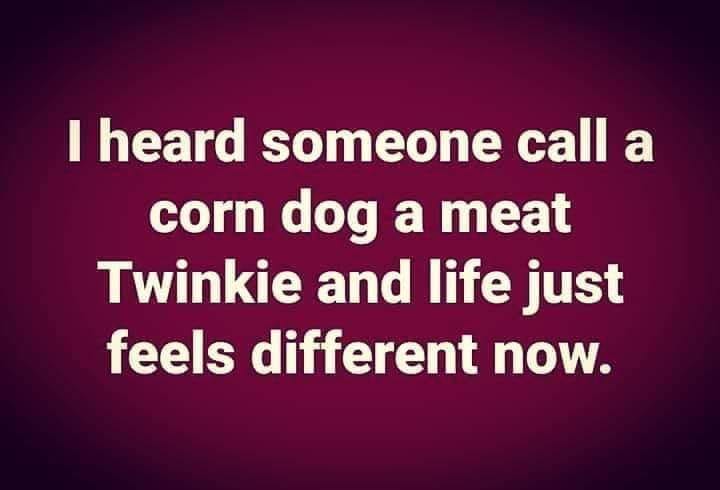 I heard someone call a
corn dog a meat
Twinkie and life just
feels different now.